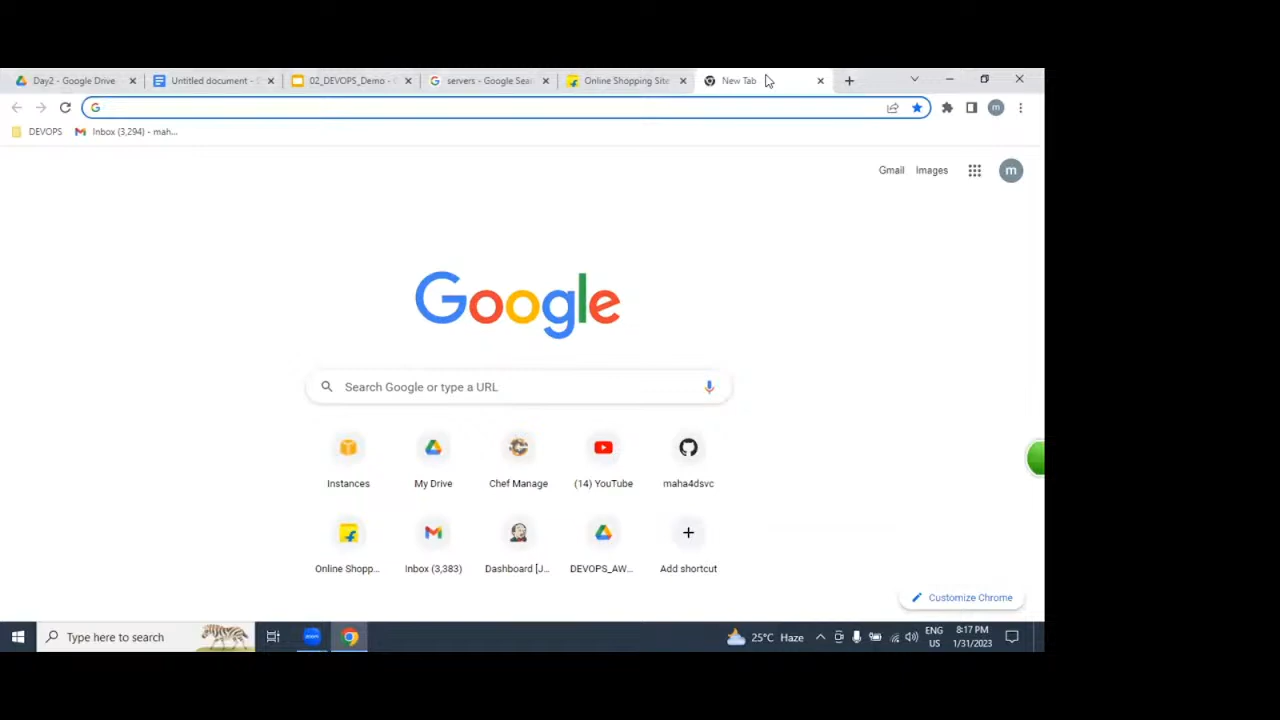 Day2 - Google Drive
Untitled document -
02_DEVOPS_Demo -
servers - Google Sear
Online Shopping Site
New Tab
DEVOPS
Inbox (3,294) - mah...
Gmail
Images
m
Google
Search Google or type a URL
Instances
My Drive
Chef Manage
(14) YouTube
maha4dsvc
Online Shopp...
Inbox (3,383)
Dashboard [J...
DEVOPS_AW...
Add shortcut
Customize Chrome
Type here to search
zoom
25°C Haze
ENG
US
8:17 PM
1/31/2023